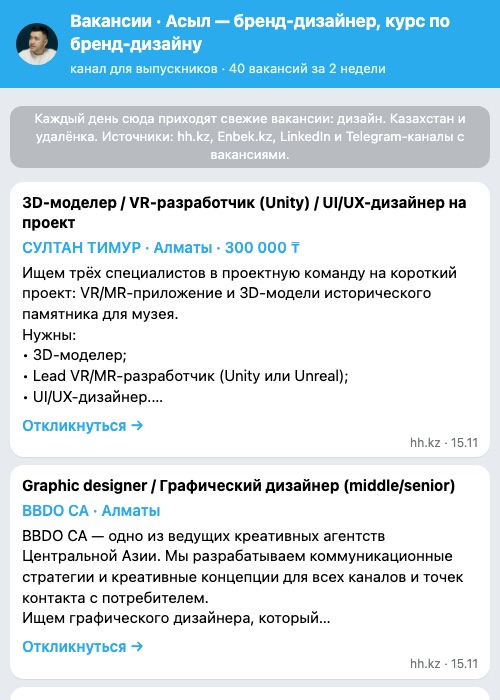 Вакансии · Асыл — бренд-дизайнер, курс по
бренд-дизайну
канал для выпускников · 40 вакансий за 2 недели
Каждый день сюда приходят свежие вакансии: дизайн. Казахстан и
удалёнка. Источники: hh.kz, Enbek.kz, LinkedIn и Telegram-каналы с
вакансиями.
3D-моделер / VR-разработчик (Unity) / UI/UX-дизайнер на
проект
СУЛТАН ТИМУР · Алматы · 300 000 ₸
Ищем трёх специалистов в проектную команду на короткий
проект: VR/MR-приложение и 3D-модели исторического
памятника для музея.
Нужны:
• 3D-моделер;
• Lead VR/MR-разработчик (Unity или Unreal);
• UI/UX-дизайнер....
Откликнуться →
hh.kz · 15.11
Graphic designer / Графический дизайнер (middle/senior)
BBDO CA · Алматы
BBDO CA — одно из ведущих креативных агентств
Центральной Азии. Мы разрабатываем коммуникационные
стратегии и креативные концепции для всех каналов и точек
контакта с потребителем.
Ищем графического дизайнера, который...
Откликнуться →
hh.kz · 15.11